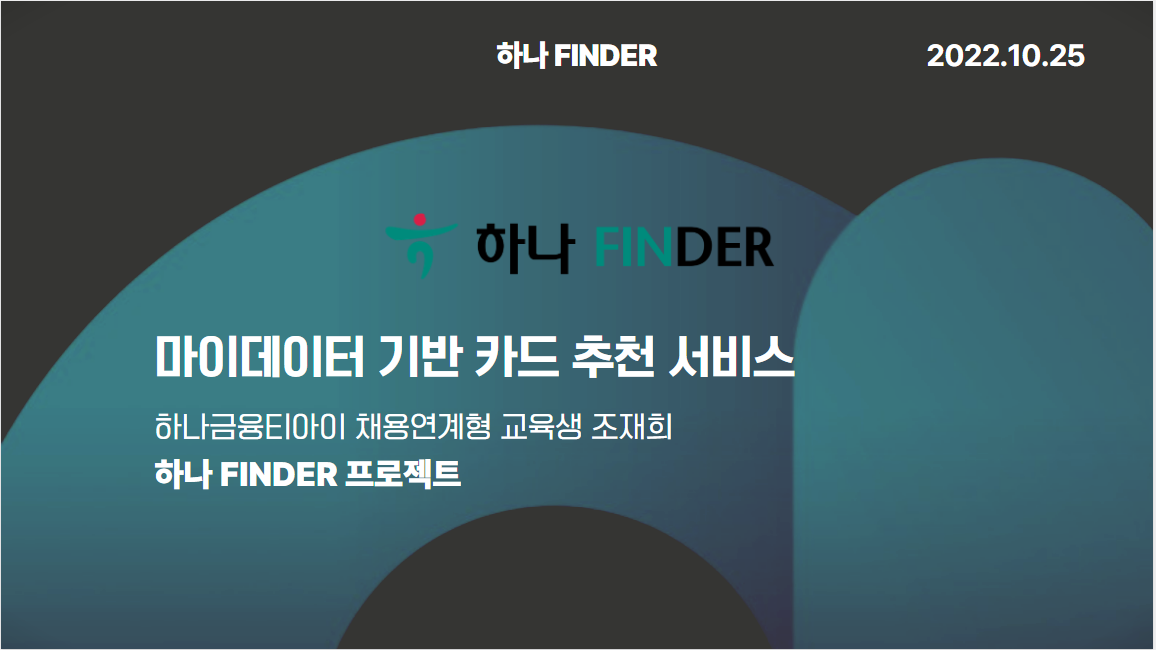 하나 FINDER
2022.10.25
하나 FINDER
마이데이터 기반 카드 추천 서비스
하나금융티아이 채용연계형 교육생 조재희
하나 FINDER 프로젝트